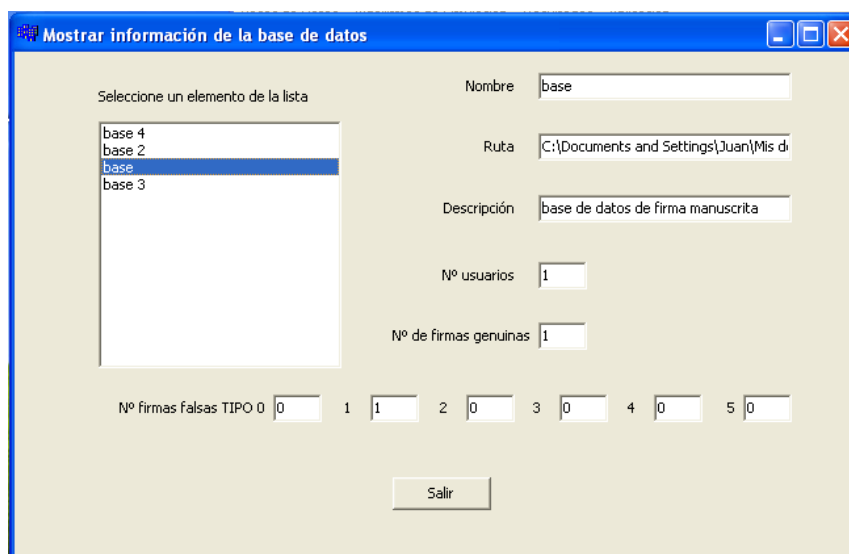 Mostrar información de la base de datos
Seleccione un elemento de la lista
base 4
base 2
base
base 3
Nombre base
Ruta C:\Documents and Settings\Juan\Mis d
Descripción base de datos de firma manuscrita
Nº usuarios 1
Nº de firmas genuinas 1
Nº firmas falsas TIPO 0 0 1 1 2 0 3 0 4 0 5 0
Salir